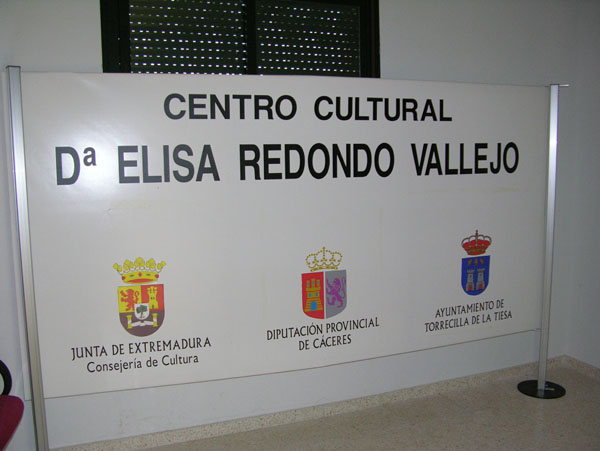 CENTRO CULTURAL
Dª ELISA REDONDO VALLEJO
JUNTA DE EXTREMADURA
Consejería de Cultura
DIPUTACIÓN PROVINCIAL
DE CÁCERES
AYUNTAMIENTO DE
TORRECILLA DE LA TIESA